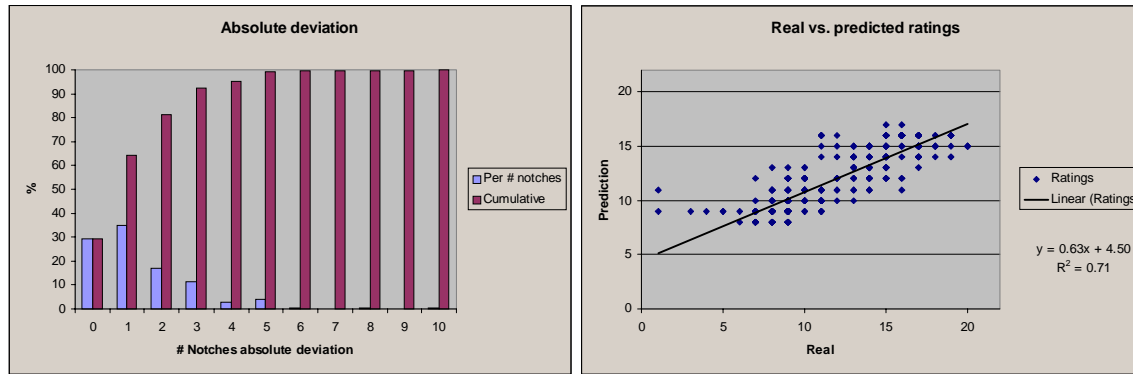 Absolute deviation
100
90
80
70
60
50
40
30
20
10
0
%
0 1 2 3 4 5 6 7 8 9 10
# Notches absolute deviation
Per # notches
Cumulative
Real vs. predicted ratings
20
15
10
5
0
Prediction
0 5 10 15 20
Real
Ratings
Linear (Ratings
y = 0.63x + 4.50
R² = 0.71